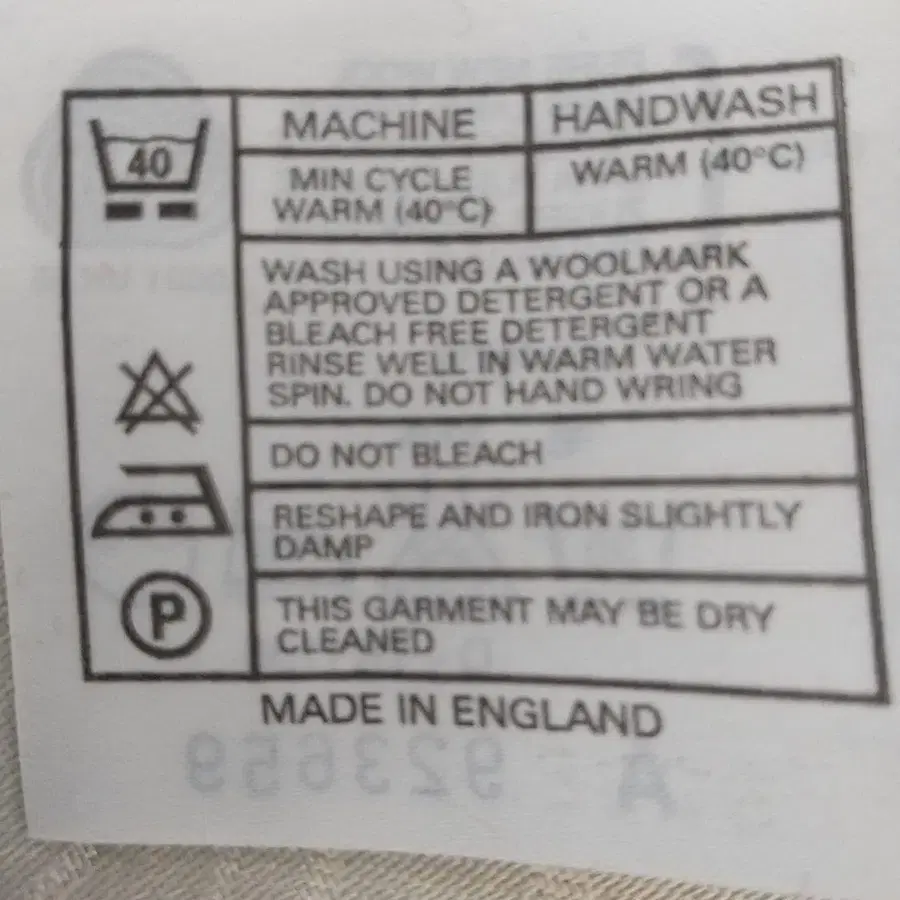 40
MACHINE
HANDWASH
MIN CYCLE
WARM (40°C)
WARM (40°C)
WASH USING A WOOLMARK
APPROVED DETERGENT OR A
BLEACH FREE DETERGENT
RINSE WELL IN WARM WATER
SPIN. DO NOT HAND WRING
DO NOT BLEACH
RESHAPE AND IRON SLIGHTLY
DAMP
P
THIS GARMENT MAY BE DRY
CLEANED
MADE IN ENGLAND
A - 923659